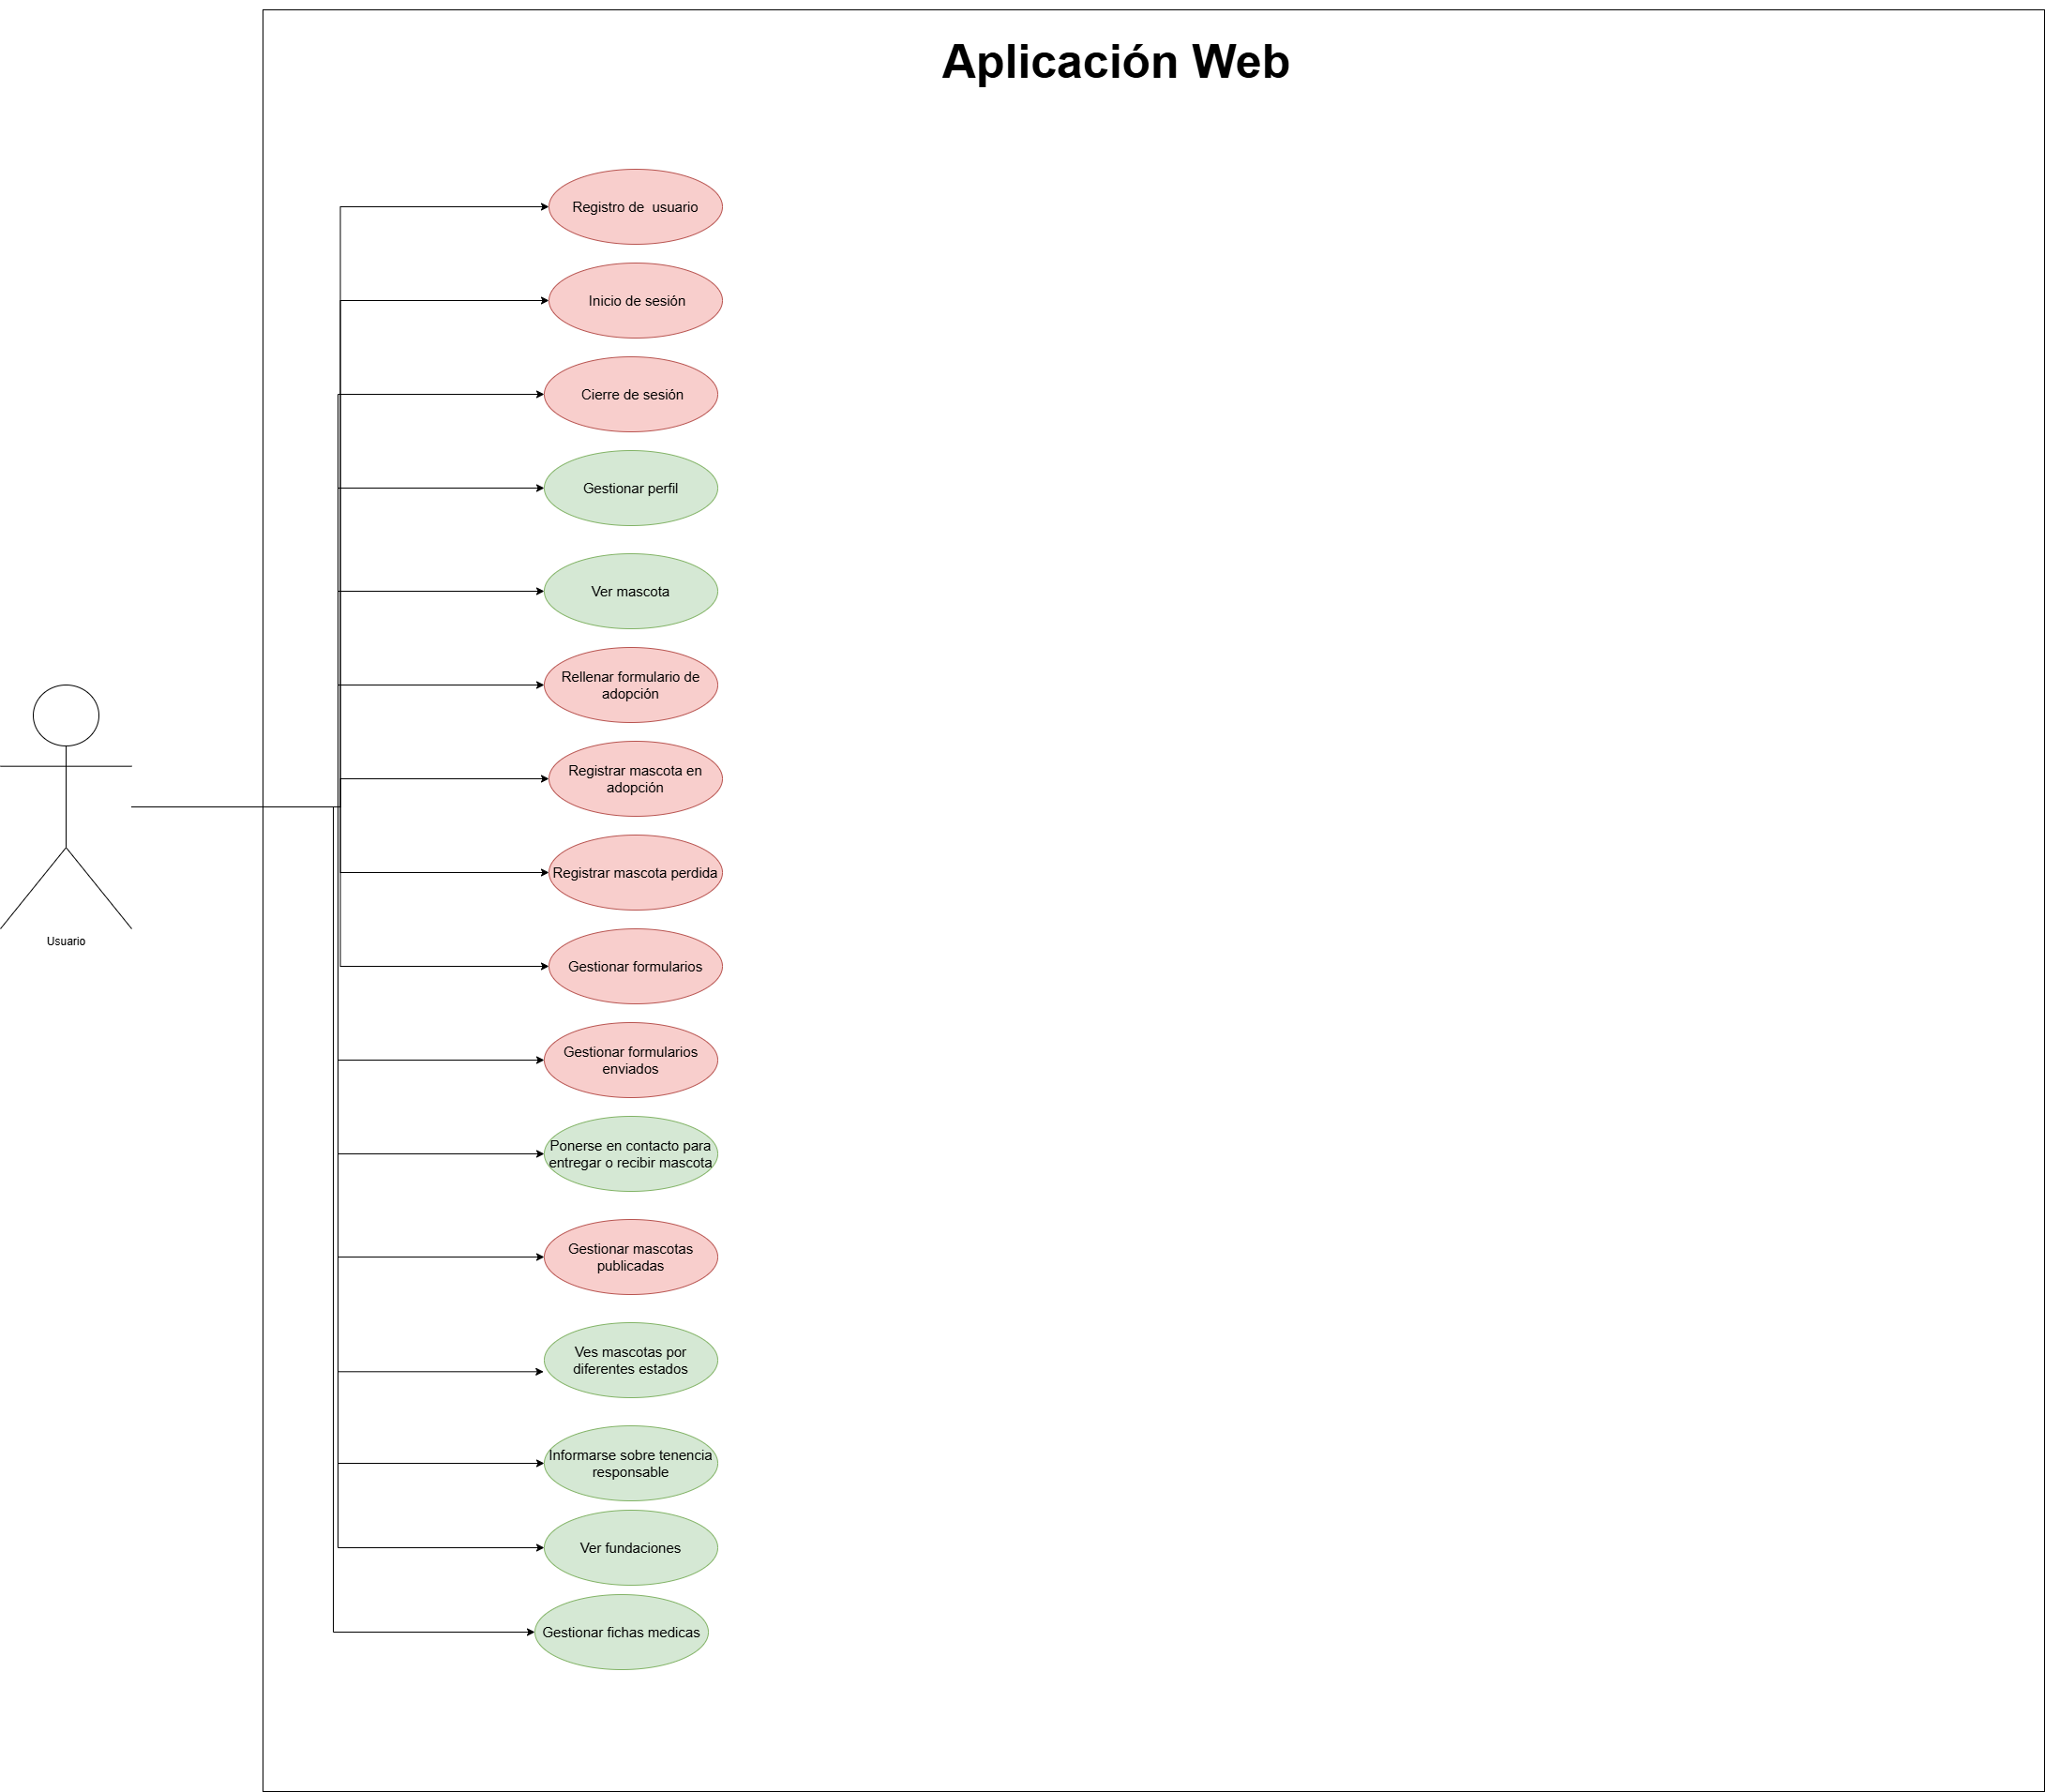 Aplicación Web
Registro de  usuario
Inicio de sesión
Cierre de sesión
Gestionar perfil
Ver mascota
Rellenar formulario de
adopción
Registrar mascota en
adopción
Registrar mascota perdida
Usuario
Gestionar formularios
Gestionar formularios
enviados
Ponerse en contacto para
entregar o recibir mascota
Gestionar mascotas
publicadas
Ves mascotas por
diferentes estados
Informarse sobre tenencia
responsable
Ver fundaciones
Gestionar fichas medicas